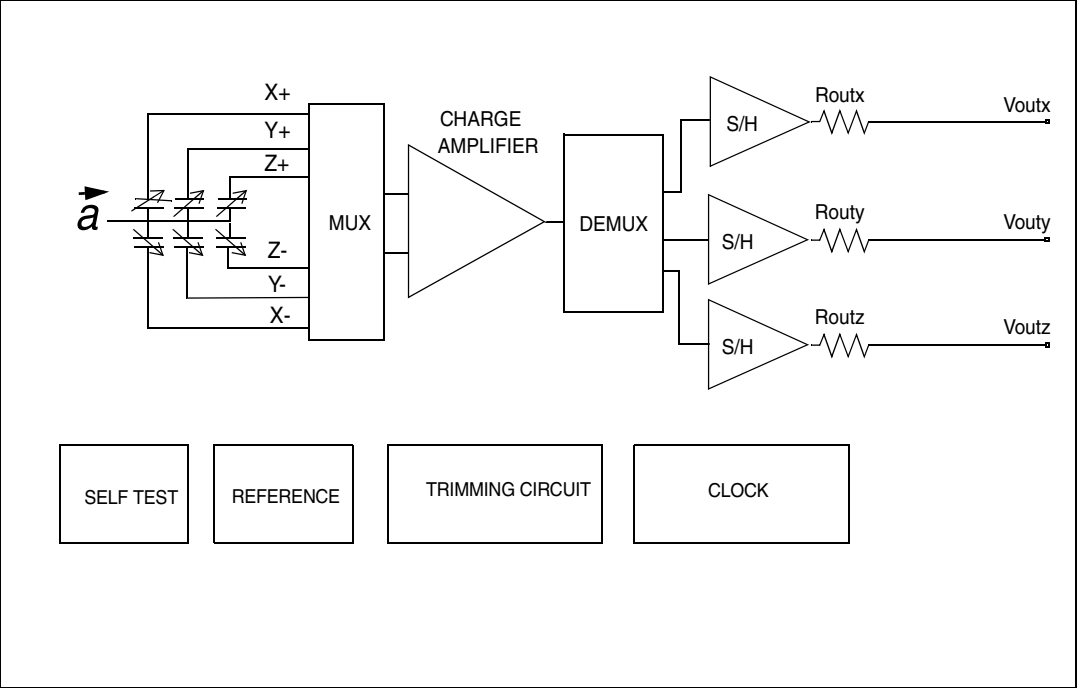 X+
Y+
Z+
a
Z-
Y-
X-
MUX
CHARGE
AMPLIFIER
DEMUX
S/H
Routx
Voutx
S/H
Routy
Vouty
S/H
Routz
Voutz
SELF TEST
REFERENCE
TRIMMING CIRCUIT
CLOCK